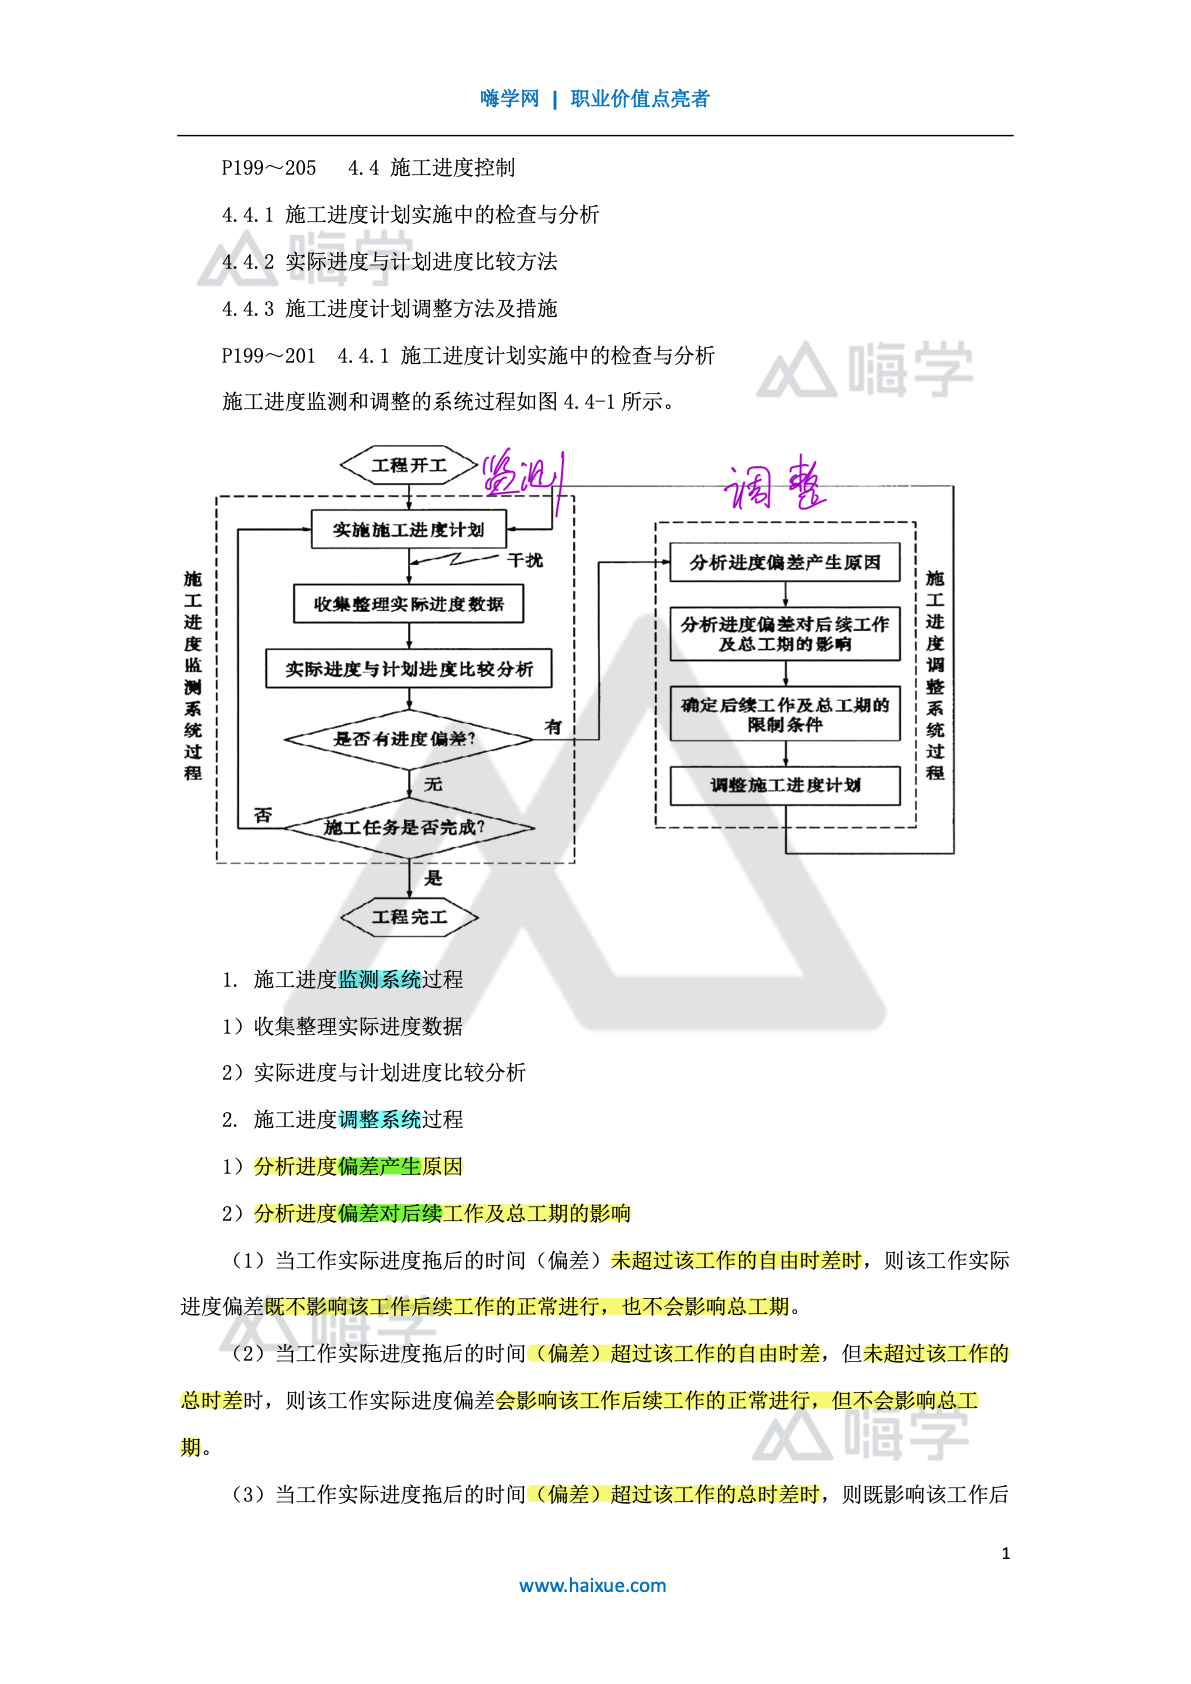 嗨学网 | 职业价值点亮者
P199～205 4.4 施工进度控制
4.4.1 施工进度计划实施中的检查与分析
嗨学
4.4.2 实际进度与计划进度比较方法
4.4.3 施工进度计划调整方法及措施
P199～201 4.4.1 施工进度计划实施中的检查与分析
嗨学
施工进度监测和调整的系统过程如图 4.4-1 所示。
工程开工
监测
调整
实施施工进度计划
干扰
收集整理实际进度数据
实际进度与计划进度比较分析
是否有进度偏差?
有
无
施工任务是否完成?
否
是
工程完工
施工进度监测系统过程
分析进度偏差产生原因
分析进度偏差对后续工作
及总工期的影响
确定后续工作及总工期的
限制条件
调整施工进度计划
施工进度调整系统过程
1. 施工进度监测系统过程
1）收集整理实际进度数据
2）实际进度与计划进度比较分析
2. 施工进度调整系统过程
1）分析进度偏差产生原因
2）分析进度偏差对后续工作及总工期的影响
（1）当工作实际进度拖后的时间（偏差）未超过该工作的自由时差时，则该工作实际
进度偏差既不影响该工作后续工作的正常进行，也不会影响总工期。
嗨学
（2）当工作实际进度拖后的时间（偏差）超过该工作的自由时差，但未超过该工作的
总时差时，则该工作实际进度偏差会影响该工作后续工作的正常进行，但不会影响总工
期。
嗨学
（3）当工作实际进度拖后的时间（偏差）超过该工作的总时差时，则既影响该工作后
1
www.haixue.com